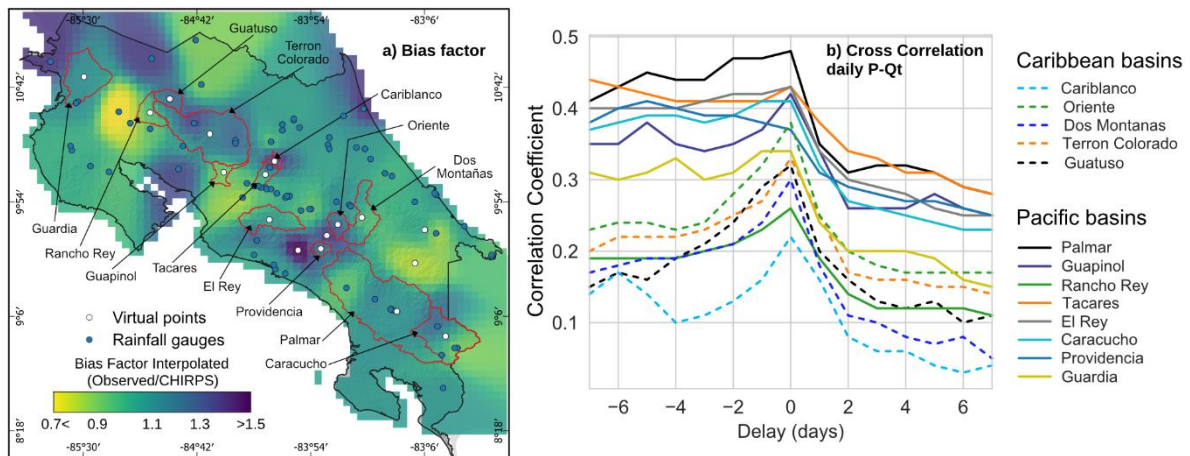 -85°30′ -84°42′ -83°54′ -83°6′
a) Bias factor
Guatuso
Terron
Colorado
Cariblanco
Oriente
Dos
Montañas
10°42′
10°42′
9°54′
9°54′
9°6′
9°6′
8°18′
8°18′
Guardia
Rancho Rey
Guapinol
Tacares
El Rey
Providencia
Palmar
Caracucho
Virtual points
Rainfall gauges
Bias Factor Interpolated
(Observed/CHIRPS)
0.7< 0.9 1.1 1.3 >1.5
-85°30′ -84°42′ -83°54′ -83°6′
b) Cross Correlation
daily P-Qt
Correlation Coefficient
0.5
0.4
0.3
0.2
0.1
−6 −4 −2 0 2 4 6
Delay (days)
Caribbean basins
Cariblanco
Oriente
Dos Montanas
Terron Colorado
Guatuso
Pacific basins
Palmar
Guapinol
Rancho Rey
Tacares
El Rey
Caracucho
Providencia
Guardia